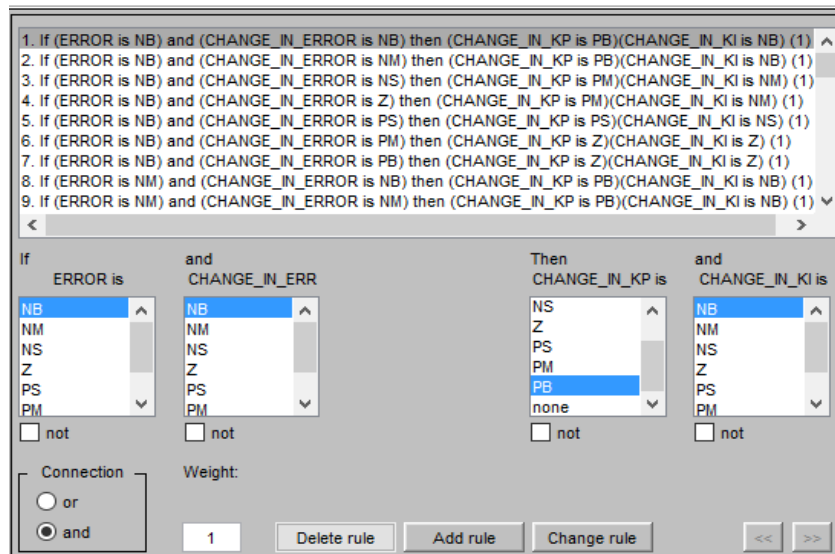 1. If (ERROR is NB) and (CHANGE_IN_ERROR is NB) then (CHANGE_IN_KP is PB)(CHANGE_IN_KI is NB) (1)
2. If (ERROR is NB) and (CHANGE_IN_ERROR is NM) then (CHANGE_IN_KP is PB)(CHANGE_IN_KI is NB) (1)
3. If (ERROR is NB) and (CHANGE_IN_ERROR is NS) then (CHANGE_IN_KP is PM)(CHANGE_IN_KI is NM) (1)
4. If (ERROR is NB) and (CHANGE_IN_ERROR is Z) then (CHANGE_IN_KP is PM)(CHANGE_IN_KI is NM) (1)
5. If (ERROR is NB) and (CHANGE_IN_ERROR is PS) then (CHANGE_IN_KP is PS)(CHANGE_IN_KI is NS) (1)
6. If (ERROR is NB) and (CHANGE_IN_ERROR is PM) then (CHANGE_IN_KP is Z)(CHANGE_IN_KI is Z) (1)
7. If (ERROR is NB) and (CHANGE_IN_ERROR is PB) then (CHANGE_IN_KP is Z)(CHANGE_IN_KI is Z) (1)
8. If (ERROR is NM) and (CHANGE_IN_ERROR is NB) then (CHANGE_IN_KP is PB)(CHANGE_IN_KI is NB) (1)
9. If (ERROR is NM) and (CHANGE_IN_ERROR is NM) then (CHANGE_IN_KP is PB)(CHANGE_IN_KI is NB) (1)
If
ERROR is
NB
NM
NS
Z
PS
PM
not
and
CHANGE_IN_ERR
NB
NM
NS
Z
PS
PM
not
Then
CHANGE_IN_KP is
NS
Z
PS
PM
PB
none
not
and
CHANGE_IN_KI is
NB
NM
NS
Z
PS
PM
not
Connection
or
and
Weight:
1
Delete rule
Add rule
Change rule
<<
>>